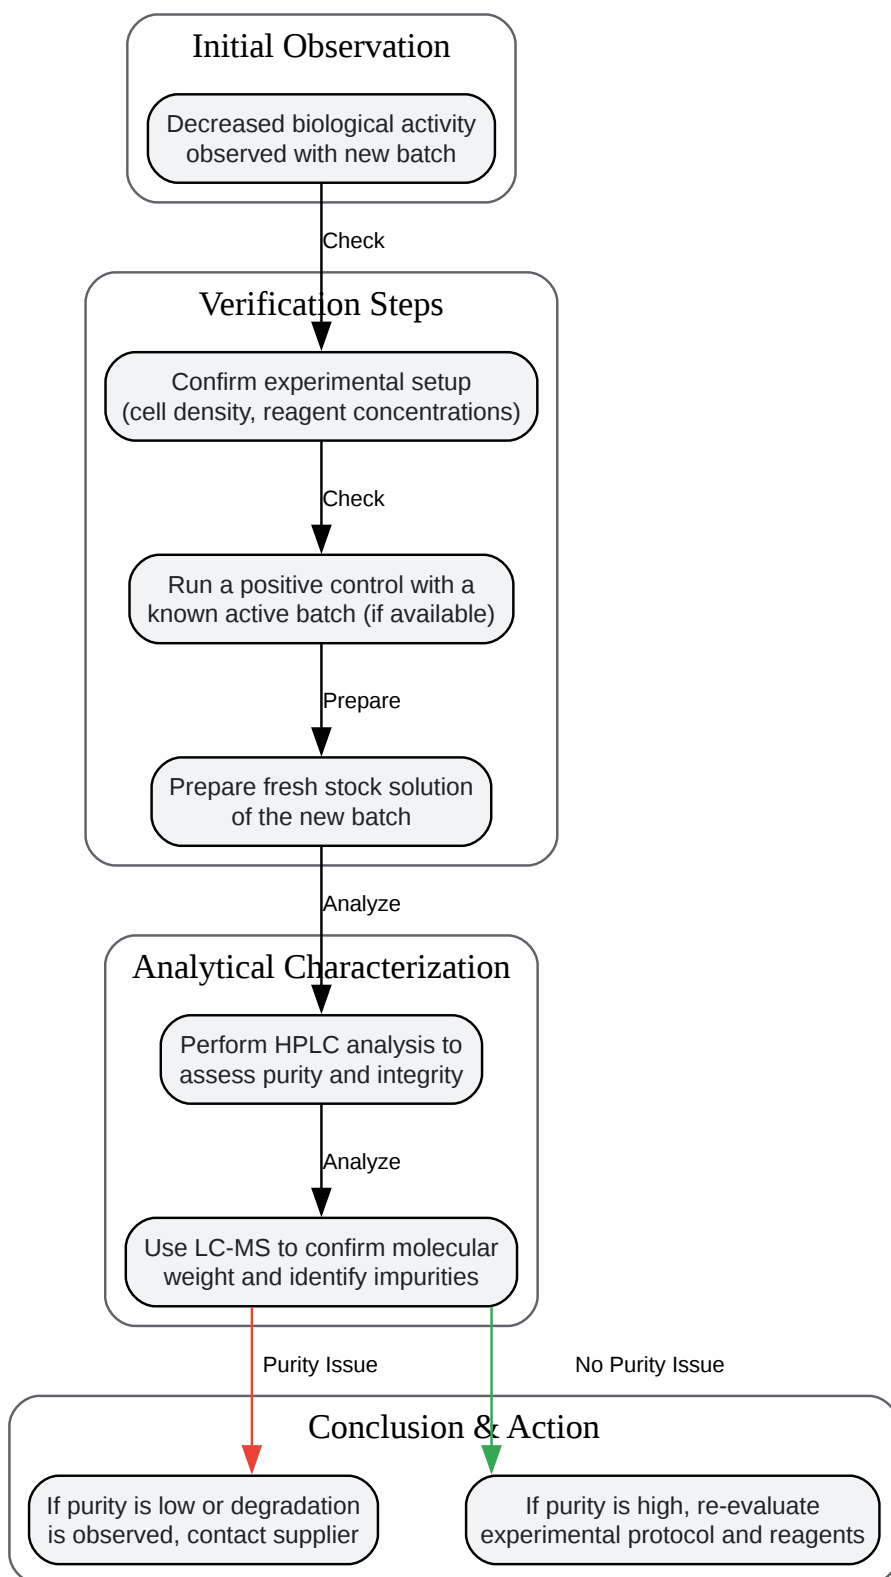 Initial Observation
Decreased biological activity
observed with new batch
Check
Verification Steps
Confirm experimental setup
(cell density, reagent concentrations)
Check
Run a positive control with a
known active batch (if available)
Prepare
Prepare fresh stock solution
of the new batch
Analyze
Analytical Characterization
Perform HPLC analysis to
assess purity and integrity
Analyze
Use LC-MS to confirm molecular
weight and identify impurities
Purity Issue
No Purity Issue
Conclusion & Action
If purity is low or degradation
is observed, contact supplier
If purity is high, re-evaluate
experimental protocol and reagents